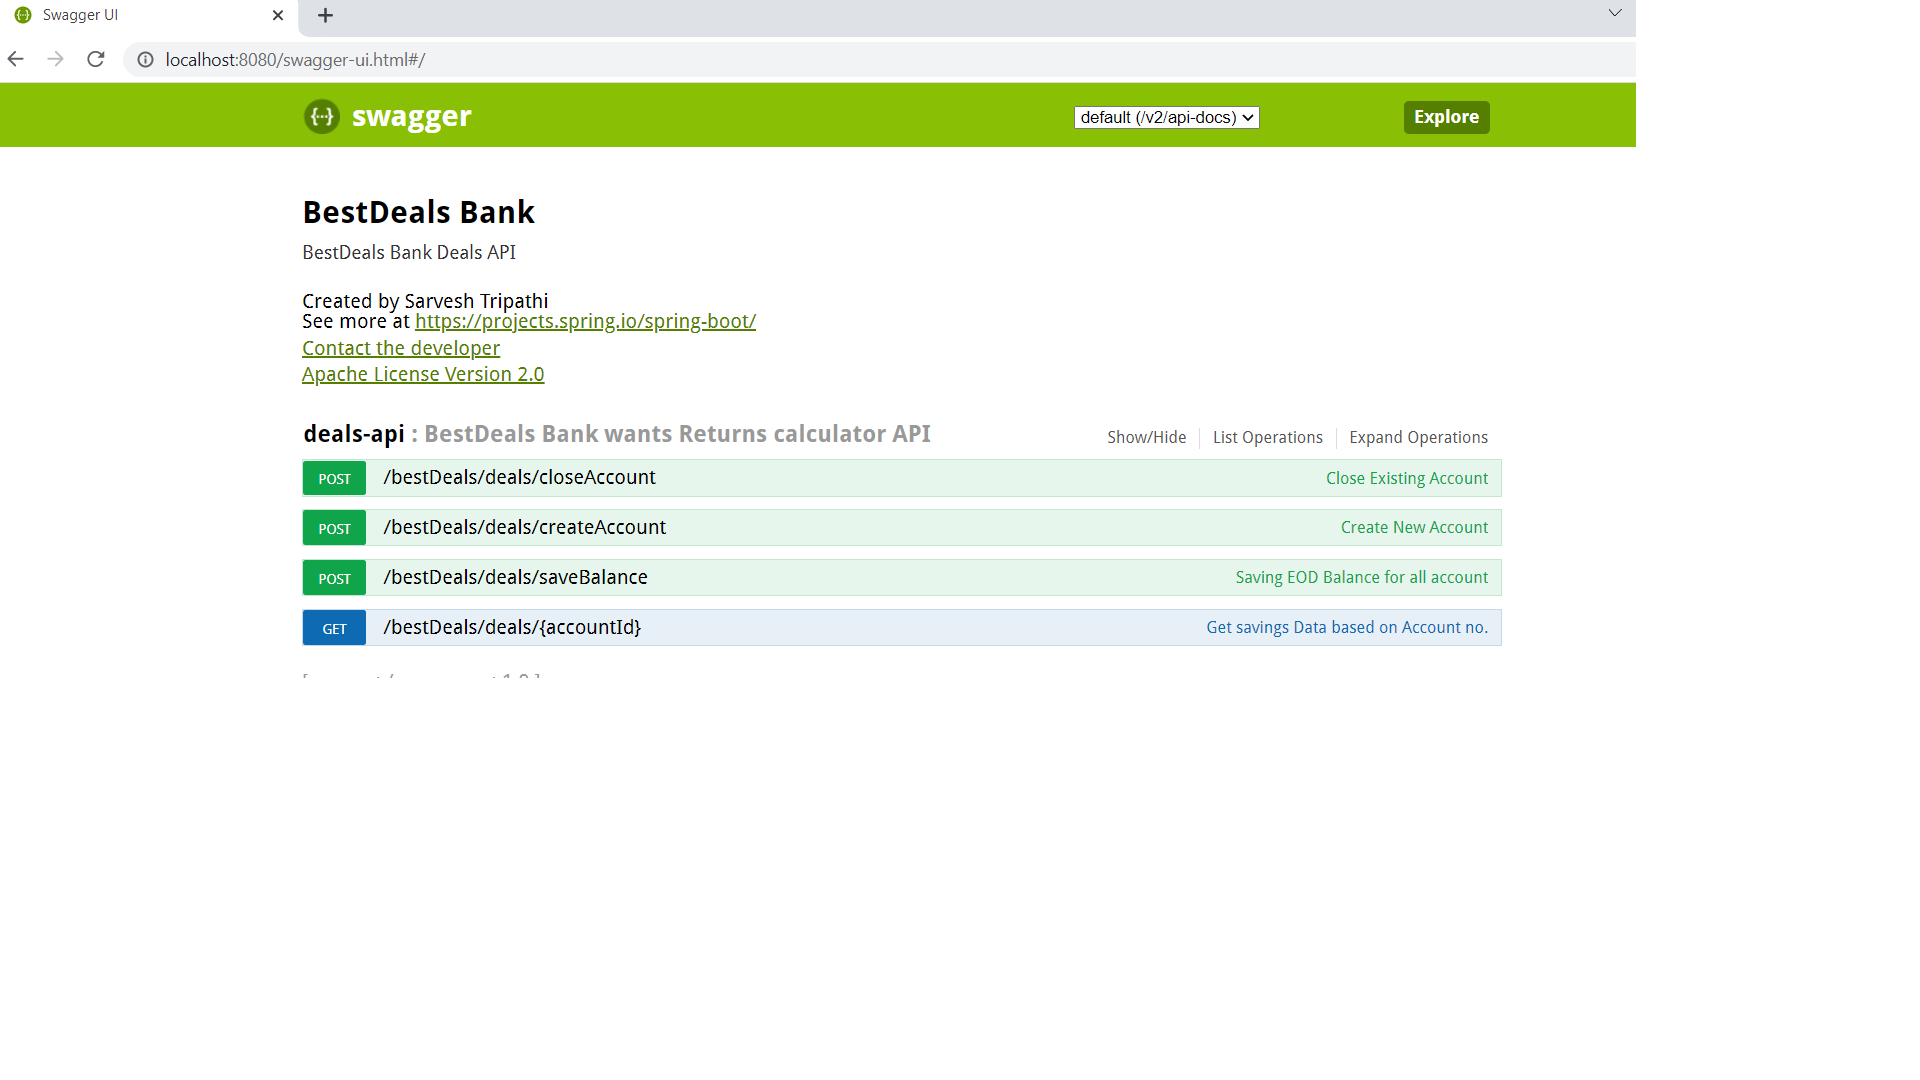 Swagger UI
localhost:8080/swagger-ui.html#/
{···} swagger default (/v2/api-docs) Explore
BestDeals Bank
BestDeals Bank Deals API
Created by Sarvesh Tripathi
See more at https://projects.spring.io/spring-boot/
Contact the developer
Apache License Version 2.0
deals-api : BestDeals Bank wants Returns calculator API Show/Hide List Operations Expand Operations
POST /bestDeals/deals/closeAccount Close Existing Account
POST /bestDeals/deals/createAccount Create New Account
POST /bestDeals/deals/saveBalance Saving EOD Balance for all account
GET /bestDeals/deals/{accountId} Get savings Data based on Account no.